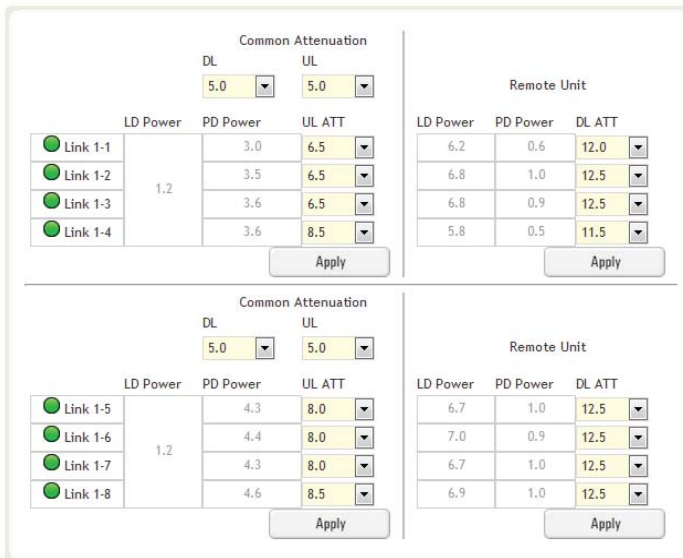 Common Attenuation
DL UL
5.0 5.0 Remote Unit
LD Power PD Power UL ATT LD Power PD Power DL ATT
Link 1-1 3.0 6.5 6.2 0.6 12.0
Link 1-2 3.5 6.5 6.8 1.0 12.5
1.2
Link 1-3 3.6 6.5 6.8 0.9 12.5
Link 1-4 3.6 8.5 5.8 0.5 11.5
Apply Apply
Common Attenuation
DL UL
5.0 5.0 Remote Unit
LD Power PD Power UL ATT LD Power PD Power DL ATT
Link 1-5 4.3 8.0 6.7 1.0 12.5
Link 1-6 4.4 8.0 7.0 0.9 12.5
1.2
Link 1-7 4.3 8.0 6.7 1.0 12.5
Link 1-8 4.6 8.5 6.9 1.0 12.5
Apply Apply